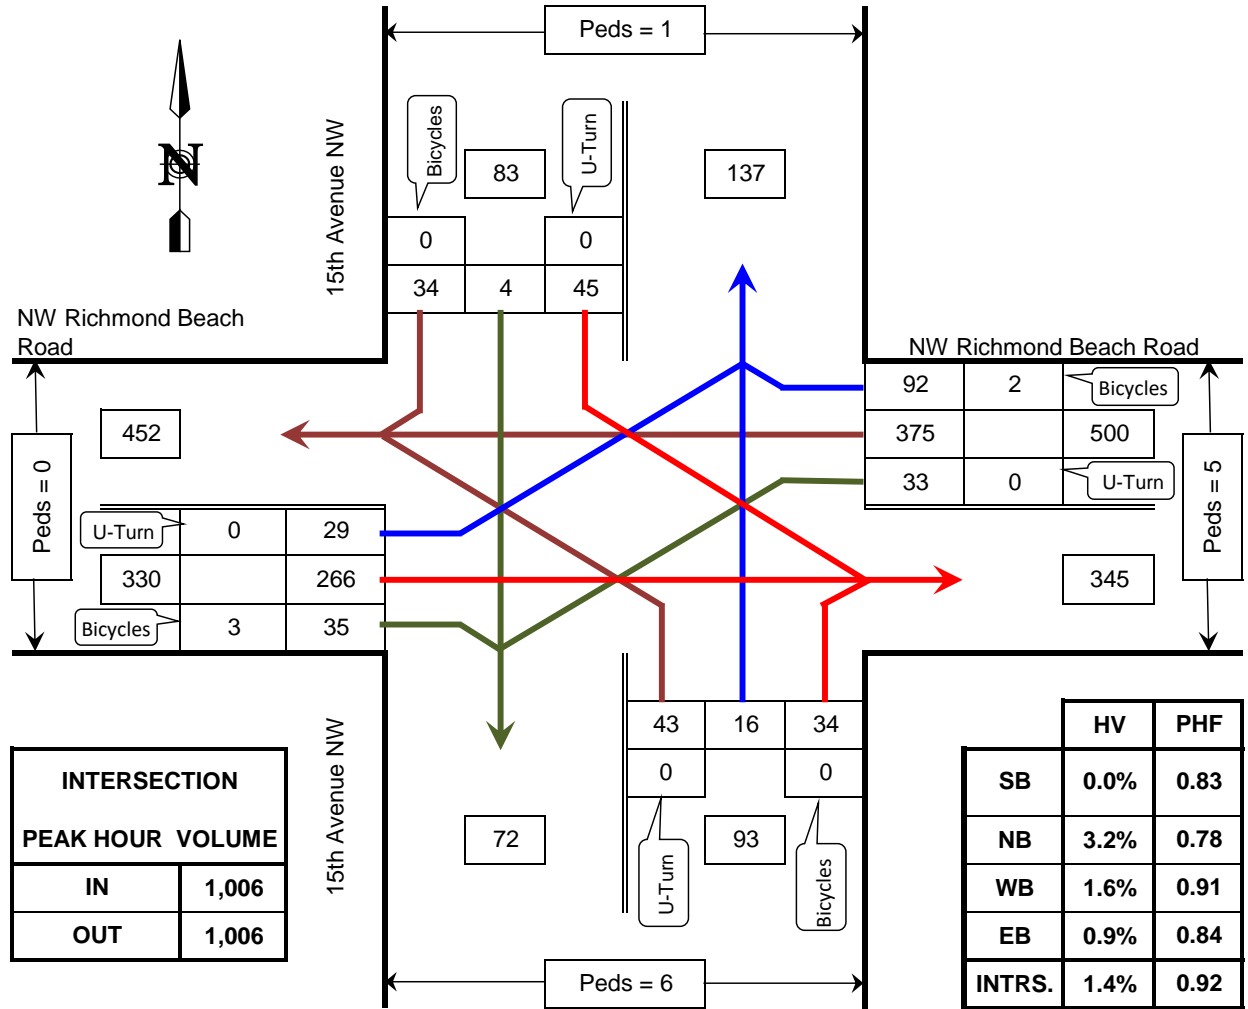 Peds = 1
N
15th Avenue NW
Bicycles
83
U-Turn
137
0
0
34
4
45
NW Richmond Beach
Road
NW Richmond Beach Road
92
2
Bicycles
452
375
500
Peds = 0
33
0
U-Turn
Peds = 5
U-Turn
0
29
330
266
345
Bicycles
3
35
43
16
34
HV
PHF
0
0
SB
0.0%
0.83
INTERSECTION
PEAK HOUR VOLUME
15th Avenue NW
72
U-Turn
93
Bicycles
NB
3.2%
0.78
IN
1,006
WB
1.6%
0.91
OUT
1,006
EB
0.9%
0.84
Peds = 6
INTRS.
1.4%
0.92